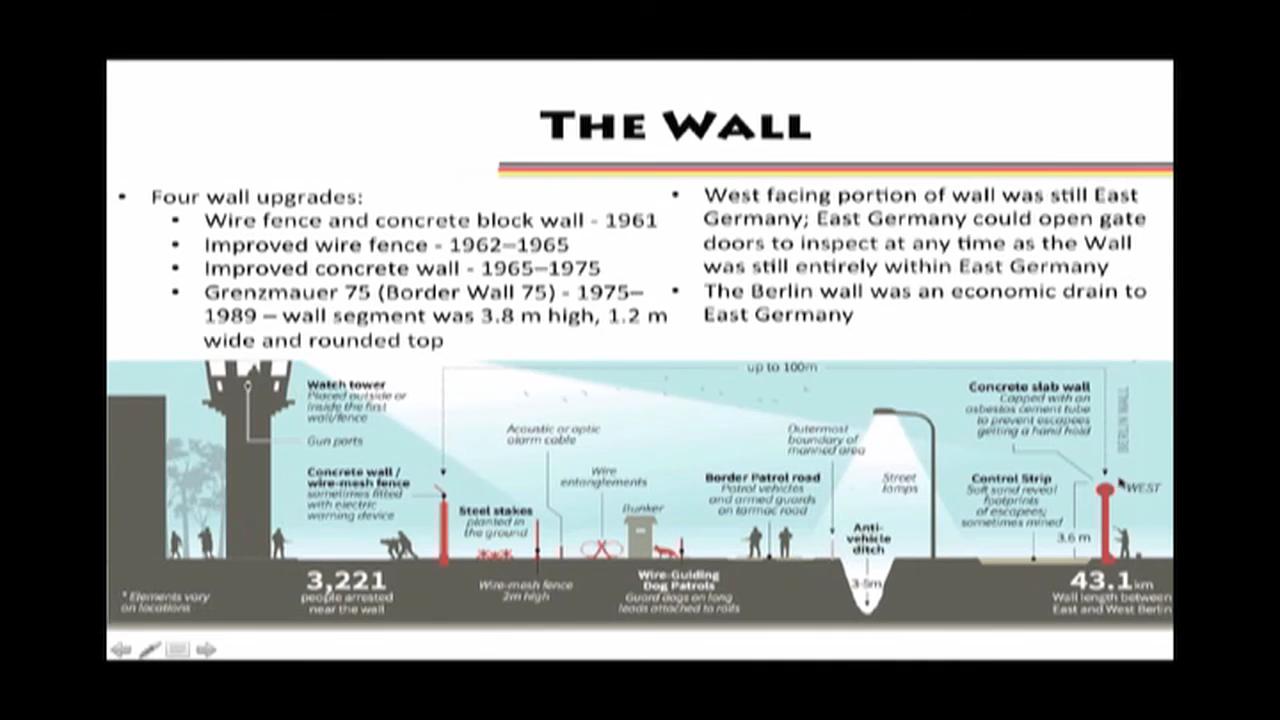 THE WALL
• Four wall upgrades:
• Wire fence and concrete block wall - 1961
• Improved wire fence - 1962–1965
• Improved concrete wall - 1965–1975
• Grenzmauer 75 (Border Wall 75) - 1975–
1989 – wall segment was 3.8 m high, 1.2 m
wide and rounded top
• West facing portion of wall was still East
Germany; East Germany could open gate
doors to inspect at any time as the Wall
was still entirely within East Germany
• The Berlin wall was an economic drain to
East Germany
up to 100m
Watch tower
Placed outside or
inside the first
wall/fence
Gun ports
Concrete wall /
wire-mesh fence
sometimes fitted
with electric
warning device
Steel stakes
planted in
the ground
Acoustic or optic
alarm cable
Wire
entanglements
Bunker
Border Patrol road
Patrol vehicles
and armed guards
on tarmac road
Outermost
boundary of
manned area
Street
lamps
Anti-
vehicle
ditch
3-5m
Concrete slab wall
Capped with an
asbestos cement tube
to prevent escapees
getting a hand hold
Control Strip
Soft sand reveal
footprints
of escapees;
sometimes mined
3.6 m
BERLIN WALL
WEST
* Elements vary
on locations
3,221
people arrested
near the wall
Wire-mesh fence
2m high
Wire-Guiding
Dog Patrols
Guard dogs on long
leads attached to rails
43.1km
Wall length between
East and West Berlin